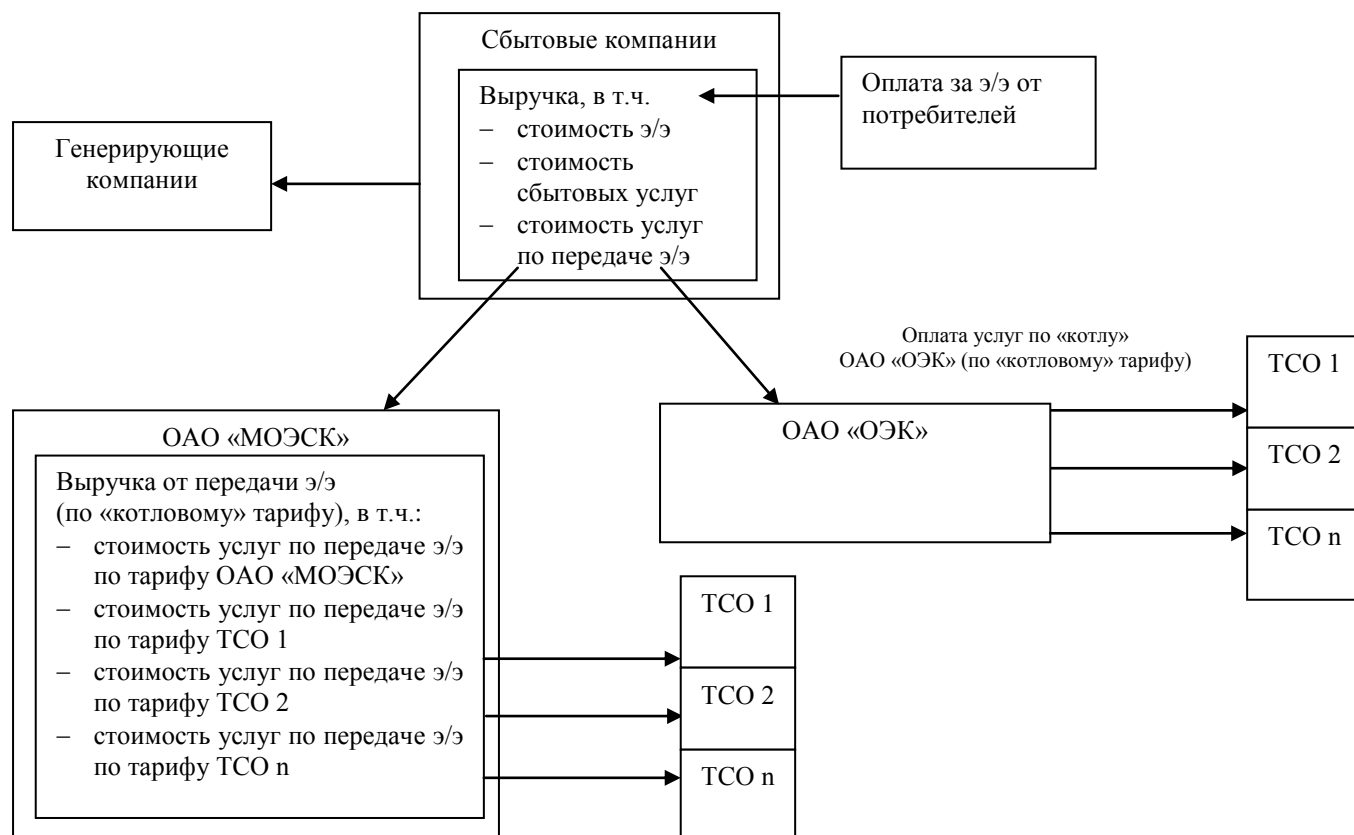 Сбытовые компании
Выручка, в т.ч.
– стоимость э/э
– стоимость
сбытовых услуг
– стоимость услуг
по передаче э/э
Оплата за э/э от
потребителей
Генерирующие
компании
Оплата услуг по «котлу»
ОАО «ОЭК» (по «котловому» тарифу)
ОАО «ОЭК»
ТСО 1
ТСО 2
ТСО n
ОАО «МОЭСК»
Выручка от передачи э/э
(по «котловому» тарифу), в т.ч.:
– стоимость услуг по передаче э/э
по тарифу ОАО «МОЭСК»
– стоимость услуг по передаче э/э
по тарифу ТСО 1
– стоимость услуг по передаче э/э
по тарифу ТСО 2
– стоимость услуг по передаче э/э
по тарифу ТСО n
ТСО 1
ТСО 2
ТСО n